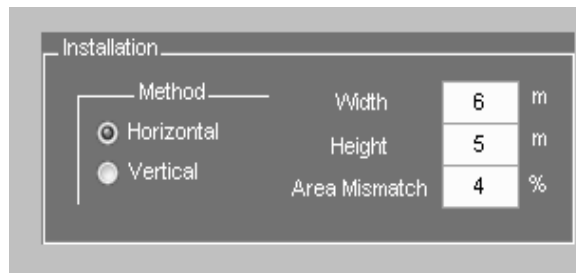 Installation
Method
Horizontal
Vertical
Width 6 m
Height 5 m
Area Mismatch 4 %